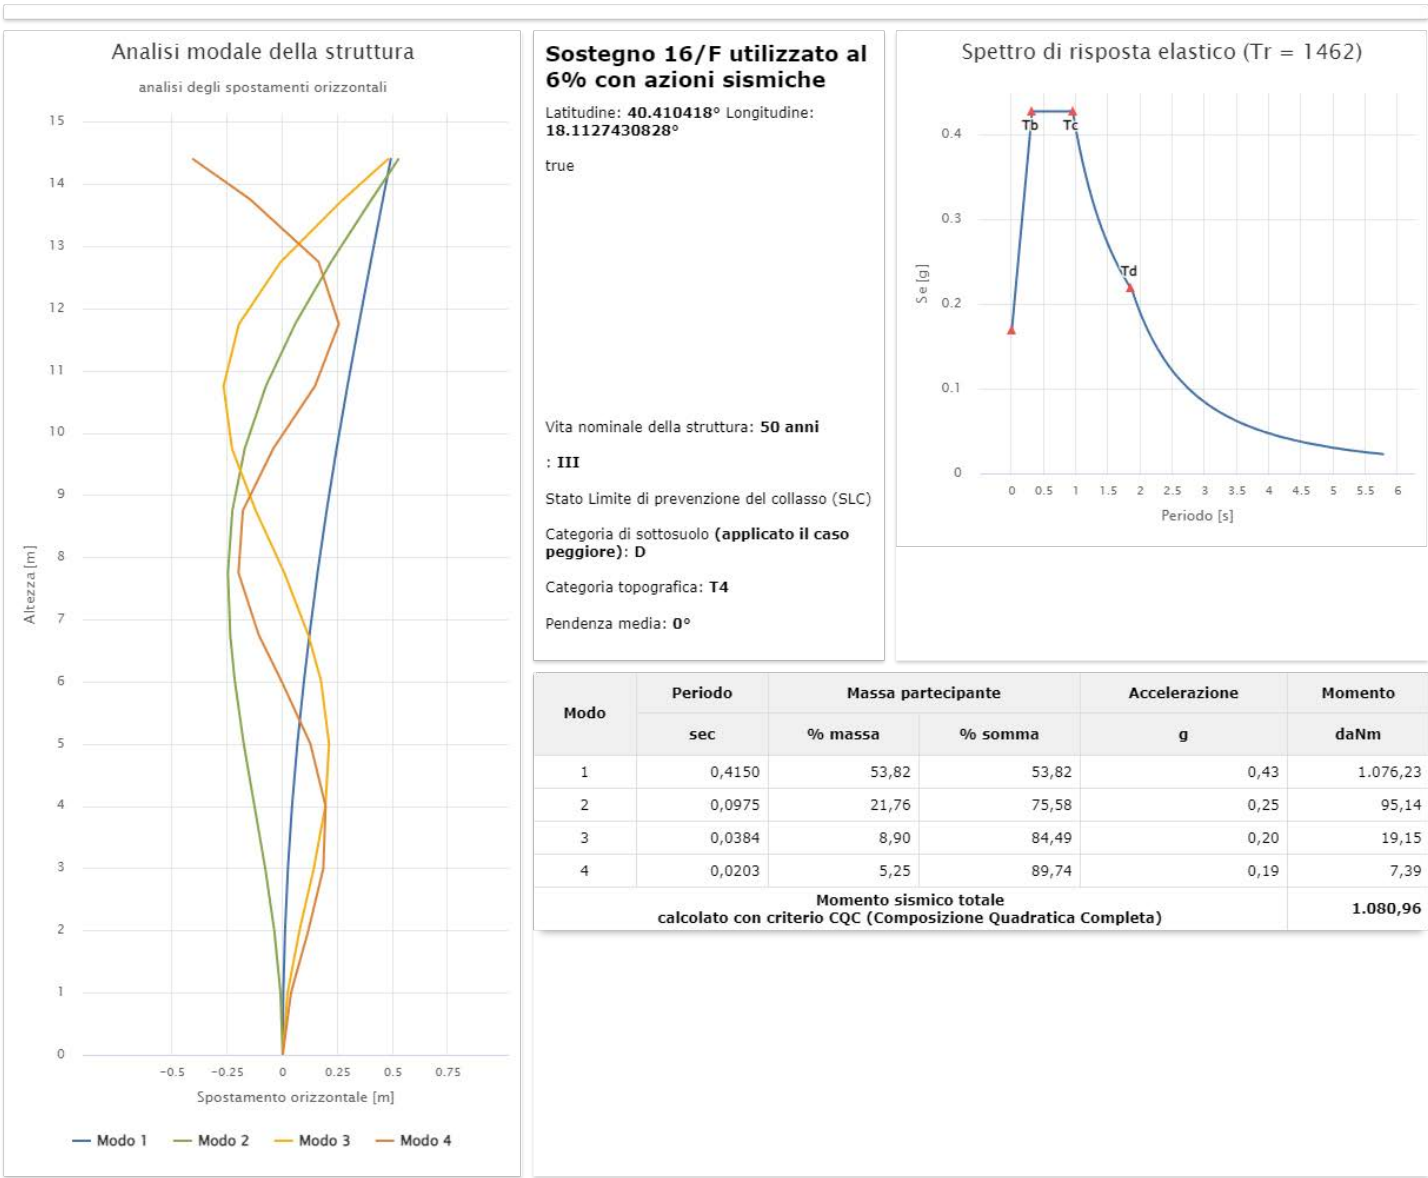 Analisi modale della struttura
analisi degli spostamenti orizzontali
15
14
13
12
11
10
9
8
7
6
5
4
3
2
1
0
Altezza [m]
-0.5 -0.25 0 0.25 0.5 0.75
Spostamento orizzontale [m]
Modo 1 Modo 2 Modo 3 Modo 4
Sostegno 16/F utilizzato al
6% con azioni sismiche
Latitudine: 40.410418° Longitudine:
18.1127430828°
true
Vita nominale della struttura: 50 anni
: III
Stato Limite di prevenzione del collasso (SLC)
Categoria di sottosuolo (applicato il caso
peggiore): D
Categoria topografica: T4
Pendenza media: 0°
Spettro di risposta elastico (Tr = 1462)
Tb Tc
Td
0.4
0.3
0.2
0.1
0
Se [g]
0 0.5 1 1.5 2 2.5 3 3.5 4 4.5 5 5.5 6
Periodo [s]
Modo Periodo Massa partecipante Accelerazione Momento
sec % massa % somma g daNm
1 0,4150 53,82 53,82 0,43 1.076,23
2 0,0975 21,76 75,58 0,25 95,14
3 0,0384 8,90 84,49 0,20 19,15
4 0,0203 5,25 89,74 0,19 7,39
Momento sismico totale
calcolato con criterio CQC (Composizione Quadratica Completa) 1.080,96